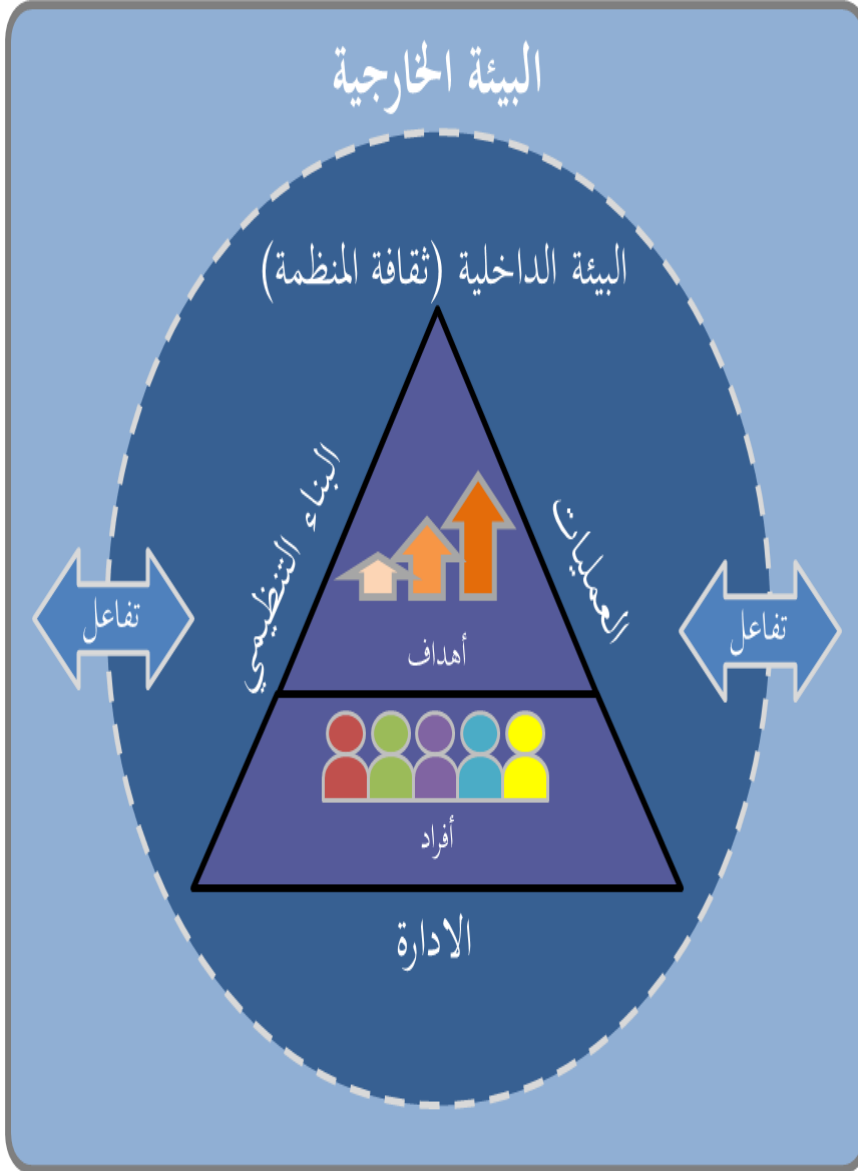 البيئة الخارجية
البيئة الداخلية (ثقافة المنظمة)
العمليات
البناء التنظيمي
تفاعل
تفاعل
أهداف
أفراد
الادارة